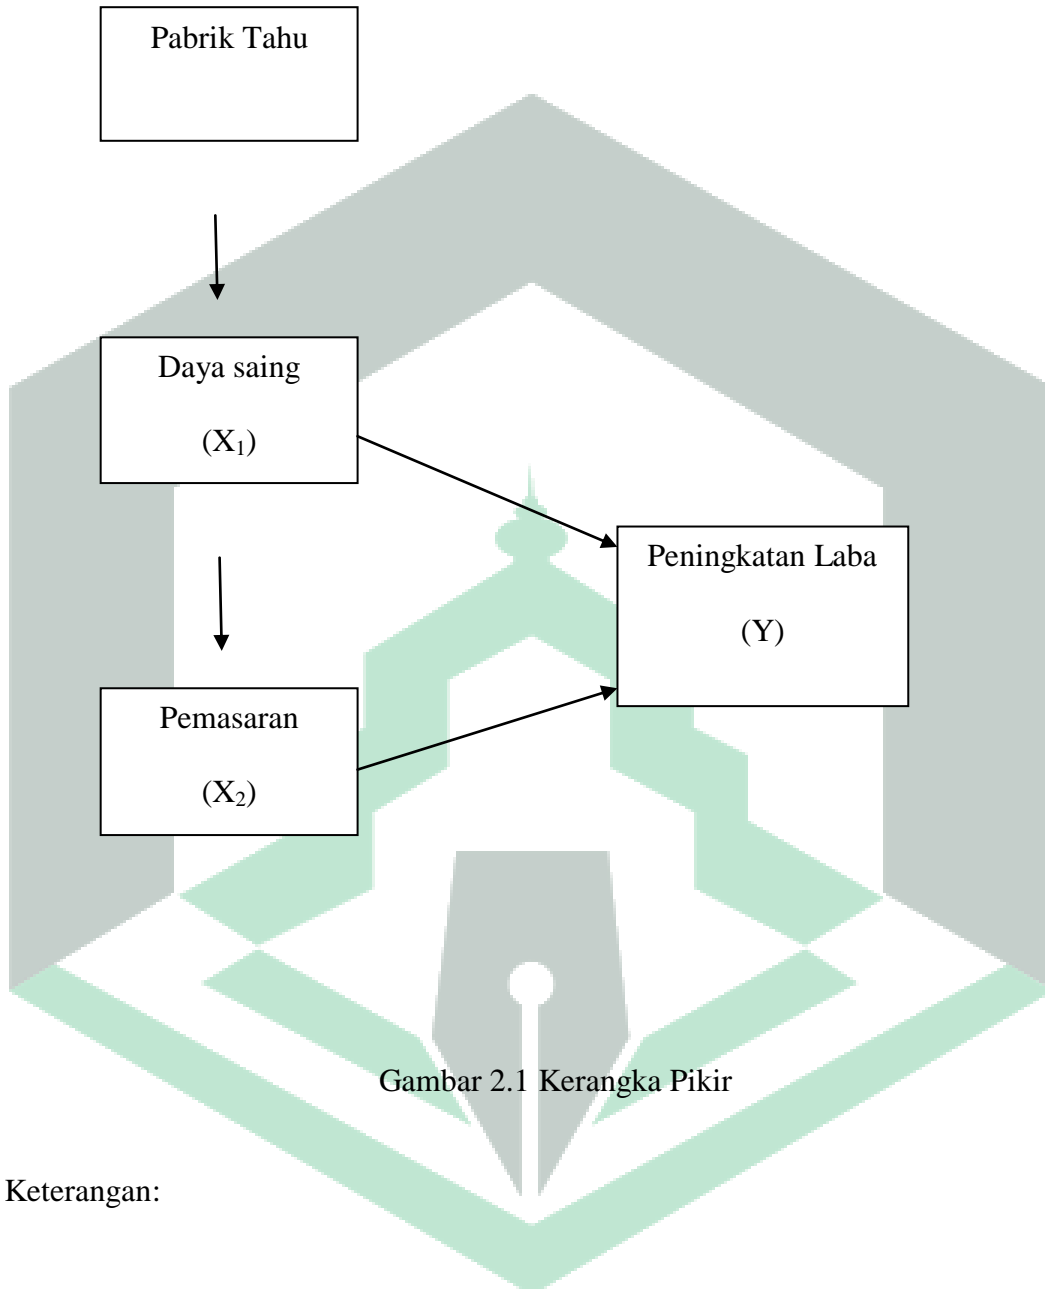 Pabrik Tahu
Daya saing
(X₁)
Peningkatan Laba
(Y)
Pemasaran
(X₂)
Gambar 2.1 Kerangka Pikir
Keterangan: